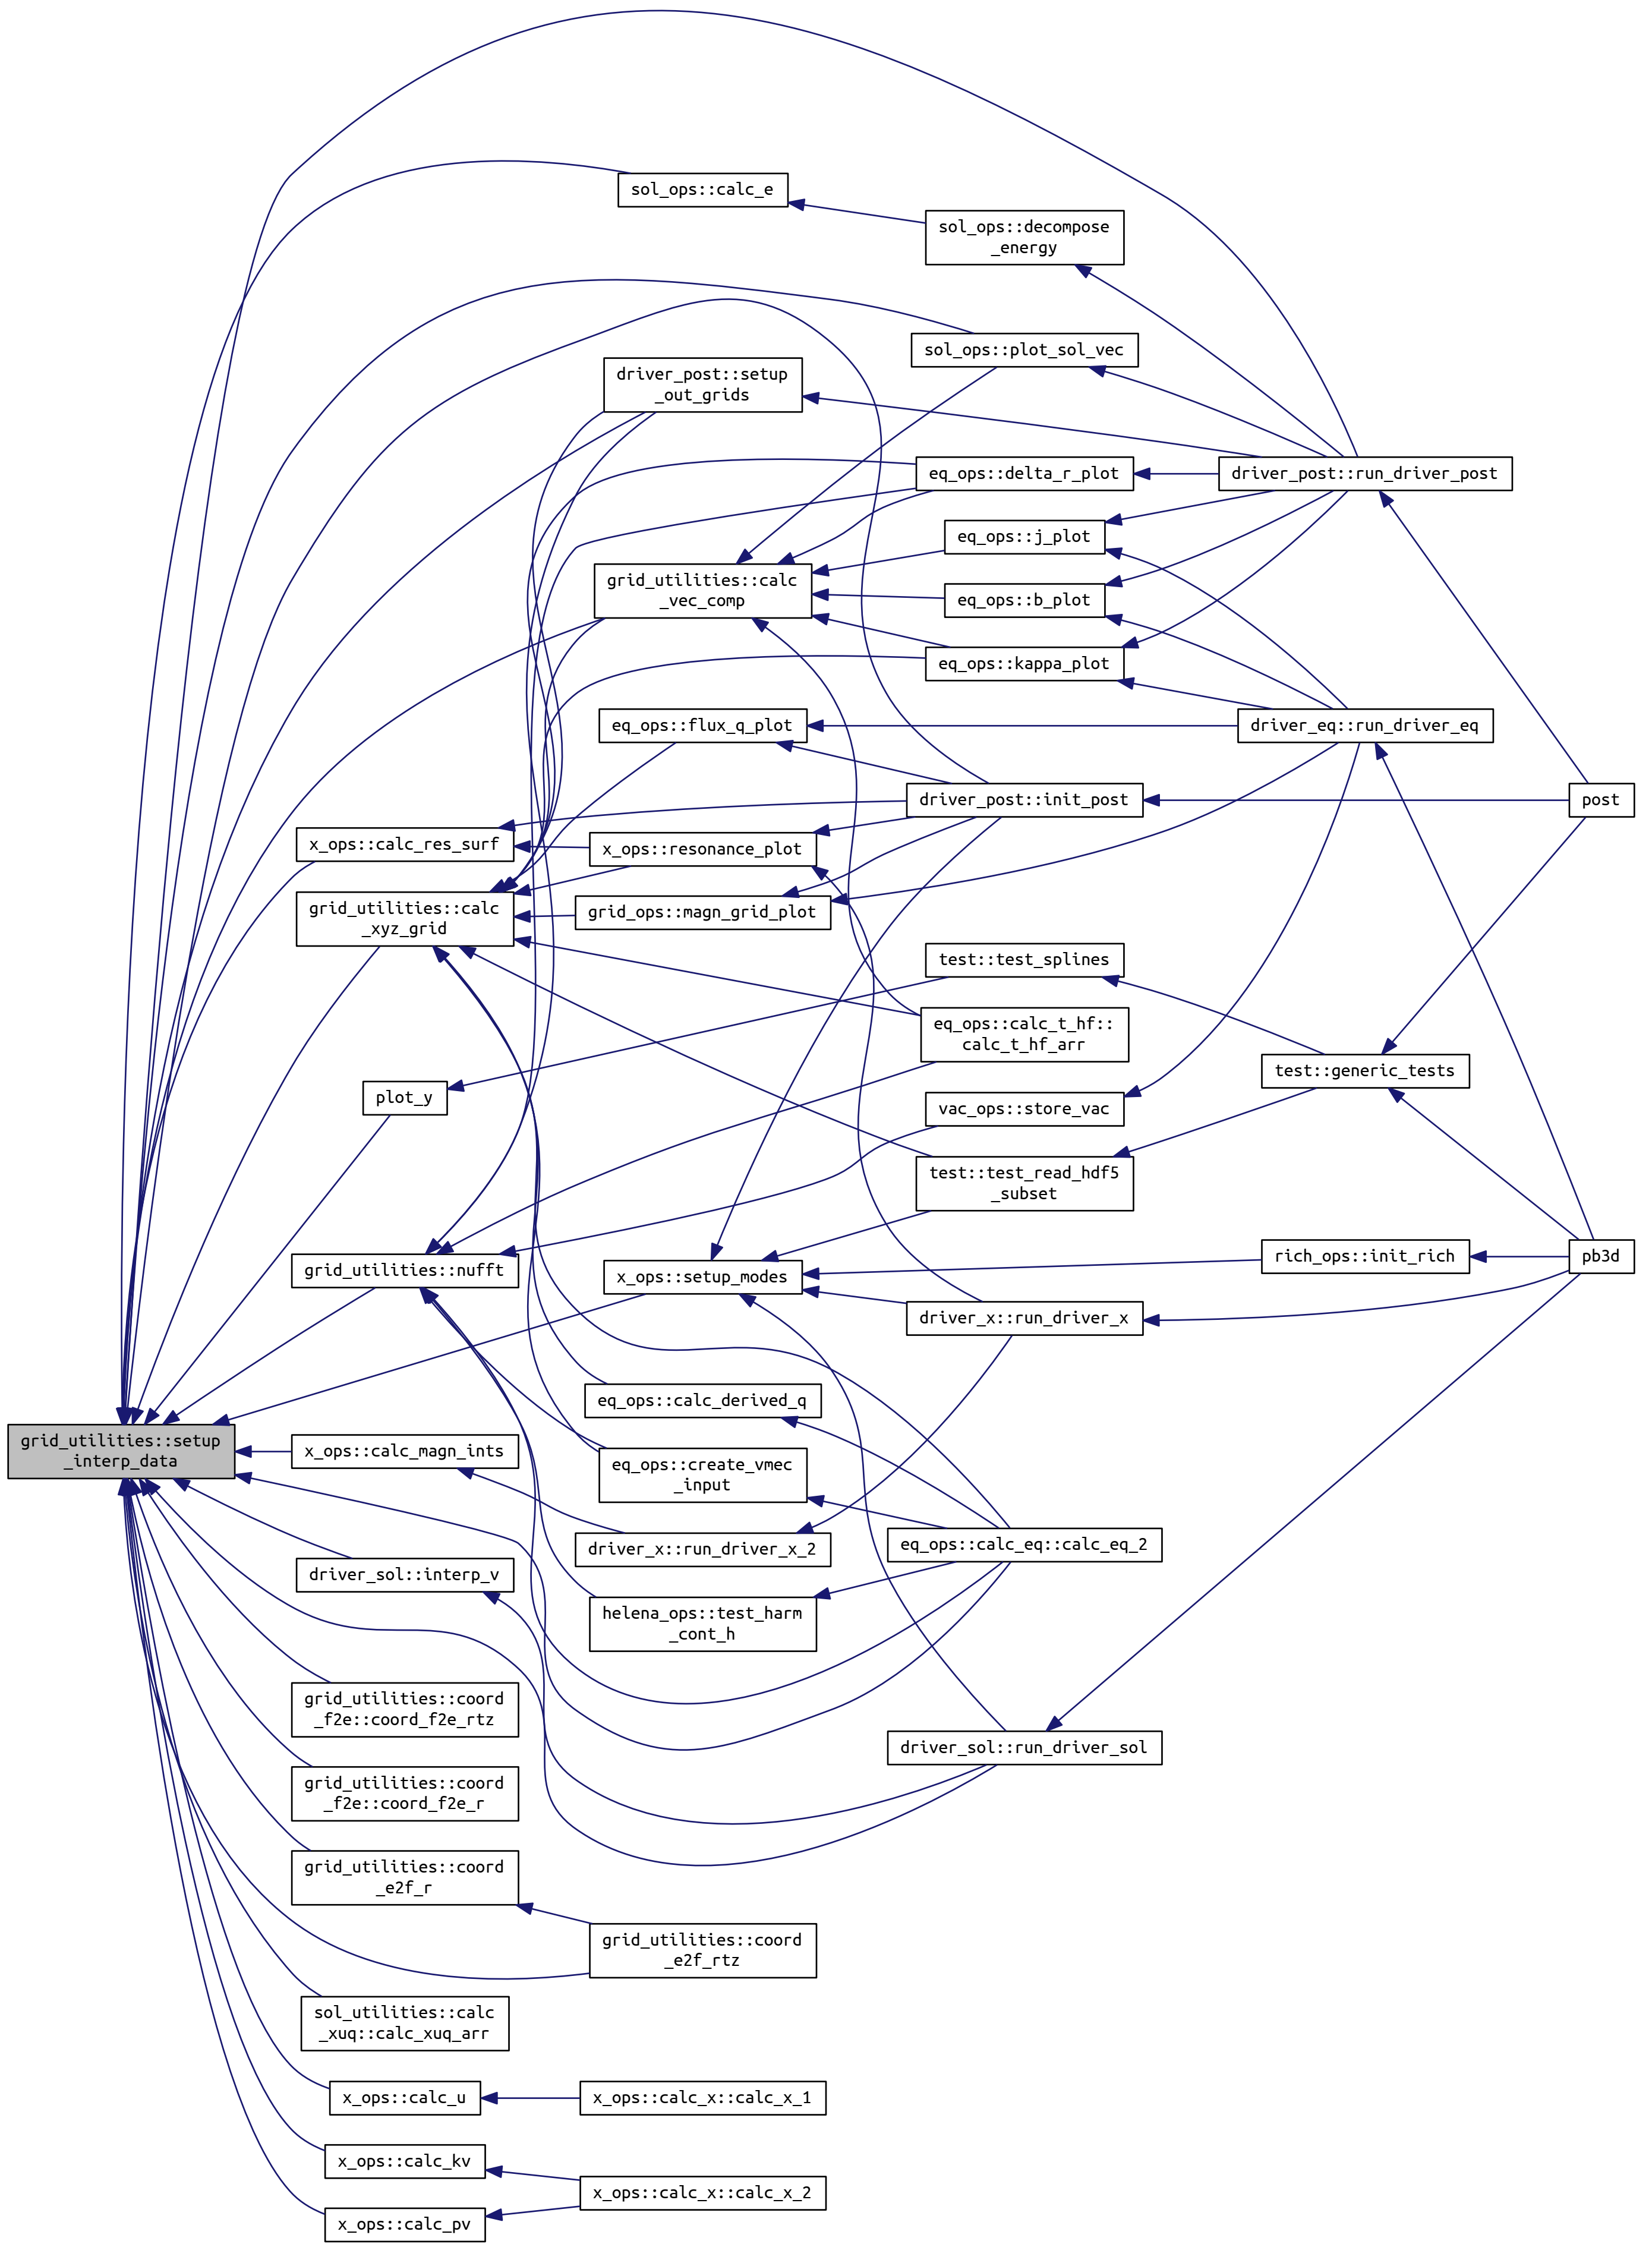 sol_ops::calc_e
sol_ops::decompose
_energy
sol_ops::plot_sol_vec
driver_post::setup
_out_grids
eq_ops::delta_r_plot
driver_post::run_driver_post
eq_ops::j_plot
grid_utilities::calc
_vec_comp
eq_ops::b_plot
eq_ops::kappa_plot
eq_ops::flux_q_plot
driver_eq::run_driver_eq
driver_post::init_post
post
x_ops::calc_res_surf
x_ops::resonance_plot
grid_utilities::calc
_xyz_grid
grid_ops::magn_grid_plot
test::test_splines
eq_ops::calc_t_hf::
calc_t_hf_arr
test::generic_tests
plot_y
vac_ops::store_vac
test::test_read_hdf5
_subset
rich_ops::init_rich
pb3d
grid_utilities::nufft
x_ops::setup_modes
driver_x::run_driver_x
eq_ops::calc_derived_q
grid_utilities::setup
_interp_data
x_ops::calc_magn_ints
eq_ops::create_vmec
_input
driver_x::run_driver_x_2
eq_ops::calc_eq::calc_eq_2
driver_sol::interp_v
helena_ops::test_harm
_cont_h
grid_utilities::coord
_f2e::coord_f2e_rtz
driver_sol::run_driver_sol
grid_utilities::coord
_f2e::coord_f2e_r
grid_utilities::coord
_e2f_r
grid_utilities::coord
_e2f_rtz
sol_utilities::calc
_xuq::calc_xuq_arr
x_ops::calc_u
x_ops::calc_x::calc_x_1
x_ops::calc_kv
x_ops::calc_x::calc_x_2
x_ops::calc_pv